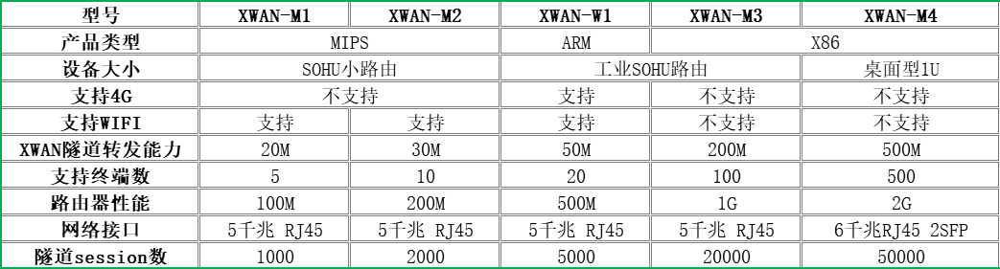 型号 XWAN-M1 XWAN-M2 XWAN-W1 XWAN-M3 XWAN-M4
产品类型 MIPS ARM X86
设备大小 SOHU小路由 工业SOHU路由 桌面型1U
支持4G 不支持 支持 不支持 不支持
支持WIFI 支持 支持 支持 不支持 不支持
XWAN隧道转发能力 20M 30M 50M 200M 500M
支持终端数 5 10 20 100 500
路由器性能 100M 200M 500M 1G 2G
网络接口 5千兆 RJ45 5千兆 RJ45 5千兆 RJ45 5千兆 RJ45 6千兆RJ45 2SFP
隧道session数 1000 2000 5000 20000 50000